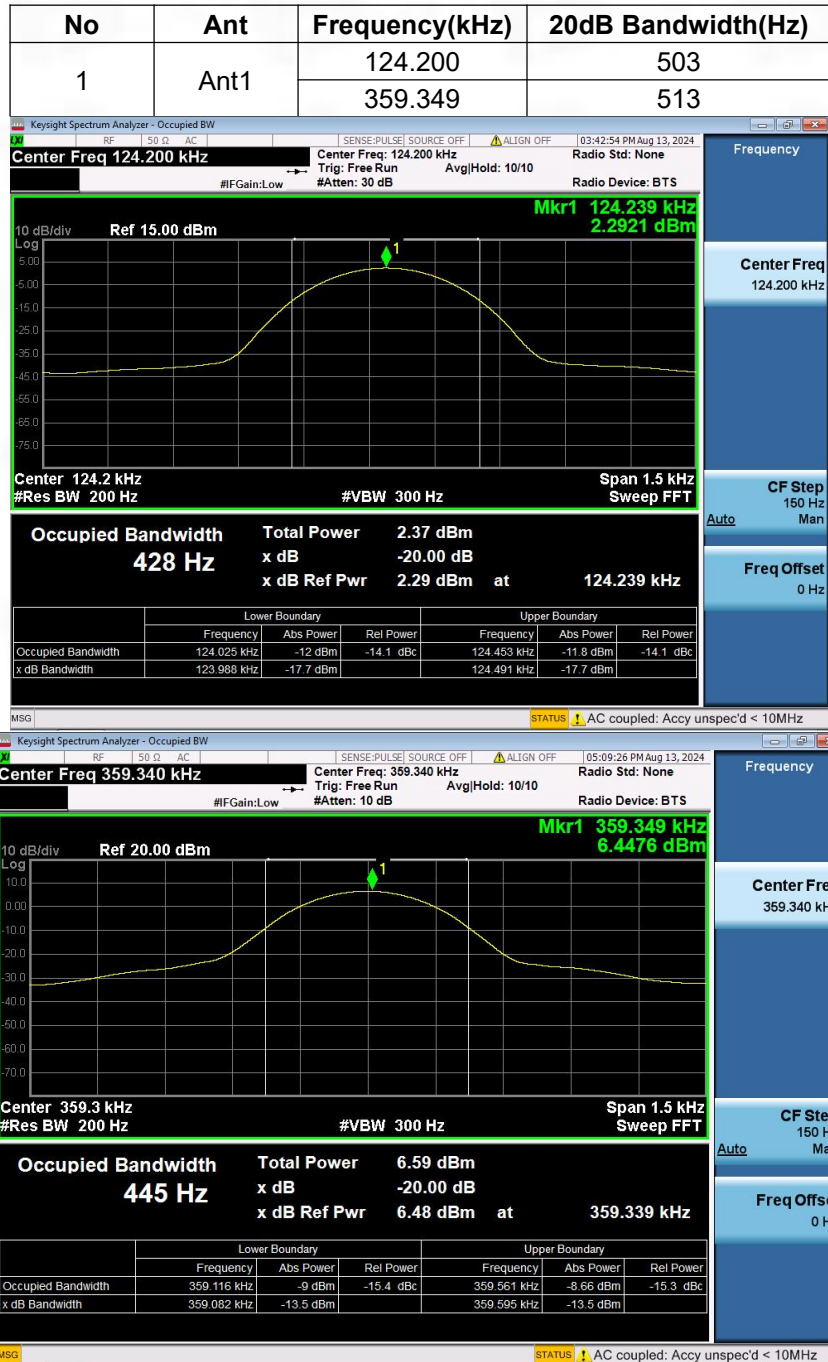 No Ant Frequency(kHz) 20dB Bandwidth(Hz)
1 Ant1 124.200 503
359.349 513
Keysight Spectrum Analyzer - Occupied BW
LXI RF 50 Ω AC SENSE:PULSE SOURCE OFF ALIGN OFF 03:42:54 PM Aug 13, 2024
Center Freq 124.200 kHz Center Freq: 124.200 kHz Radio Std: None Frequency
Trig: Free Run Avg|Hold: 10/10
#IFGain:Low #Atten: 30 dB Radio Device: BTS
Mkr1 124.239 kHz
10 dB/div Ref 15.00 dBm 2.2921 dBm
Log
1
5.00
Center Freq
124.200 kHz
-5.00
-15.0
-25.0
-35.0
-45.0
-55.0
-65.0
-75.0
Center 124.2 kHz Span 1.5 kHz
#Res BW 200 Hz #VBW 300 Hz Sweep FFT
CF Step
150 Hz
Auto Man
Occupied Bandwidth Total Power 2.37 dBm
428 Hz x dB -20.00 dB
x dB Ref Pwr 2.29 dBm at 124.239 kHz
Freq Offset
0 Hz
Lower Boundary Upper Boundary
Frequency Abs Power Rel Power Frequency Abs Power Rel Power
Occupied Bandwidth 124.025 kHz -12 dBm -14.1 dBc 124.453 kHz -11.8 dBm -14.1 dBc
x dB Bandwidth 123.988 kHz -17.7 dBm 124.491 kHz -17.7 dBm
MSG STATUS AC coupled: Accy unspec'd < 10MHz
Keysight Spectrum Analyzer - Occupied BW
XI RF 50 Ω AC SENSE:PULSE SOURCE OFF ALIGN OFF 05:09:26 PM Aug 13, 2024
Center Freq 359.340 kHz Center Freq: 359.340 kHz Radio Std: None Frequency
Trig: Free Run Avg|Hold: 10/10
#IFGain:Low #Atten: 10 dB Radio Device: BTS
Mkr1 359.349 kHz
10 dB/div Ref 20.00 dBm 6.4476 dBm
Log
1
10.0
Center Fre
359.340 kH
0.00
-10.0
-20.0
-30.0
-40.0
-50.0
-60.0
-70.0
Center 359.3 kHz Span 1.5 kHz
#Res BW 200 Hz #VBW 300 Hz Sweep FFT
CF Ste
150 H
Auto Ma
Occupied Bandwidth Total Power 6.59 dBm
445 Hz x dB -20.00 dB
x dB Ref Pwr 6.48 dBm at 359.339 kHz
Freq Offse
0 H
Lower Boundary Upper Boundary
Frequency Abs Power Rel Power Frequency Abs Power Rel Power
Occupied Bandwidth 359.116 kHz -9 dBm -15.4 dBc 359.561 kHz -8.66 dBm -15.3 dBc
x dB Bandwidth 359.082 kHz -13.5 dBm 359.595 kHz -13.5 dBm
MSG STATUS AC coupled: Accy unspec'd < 10MHz